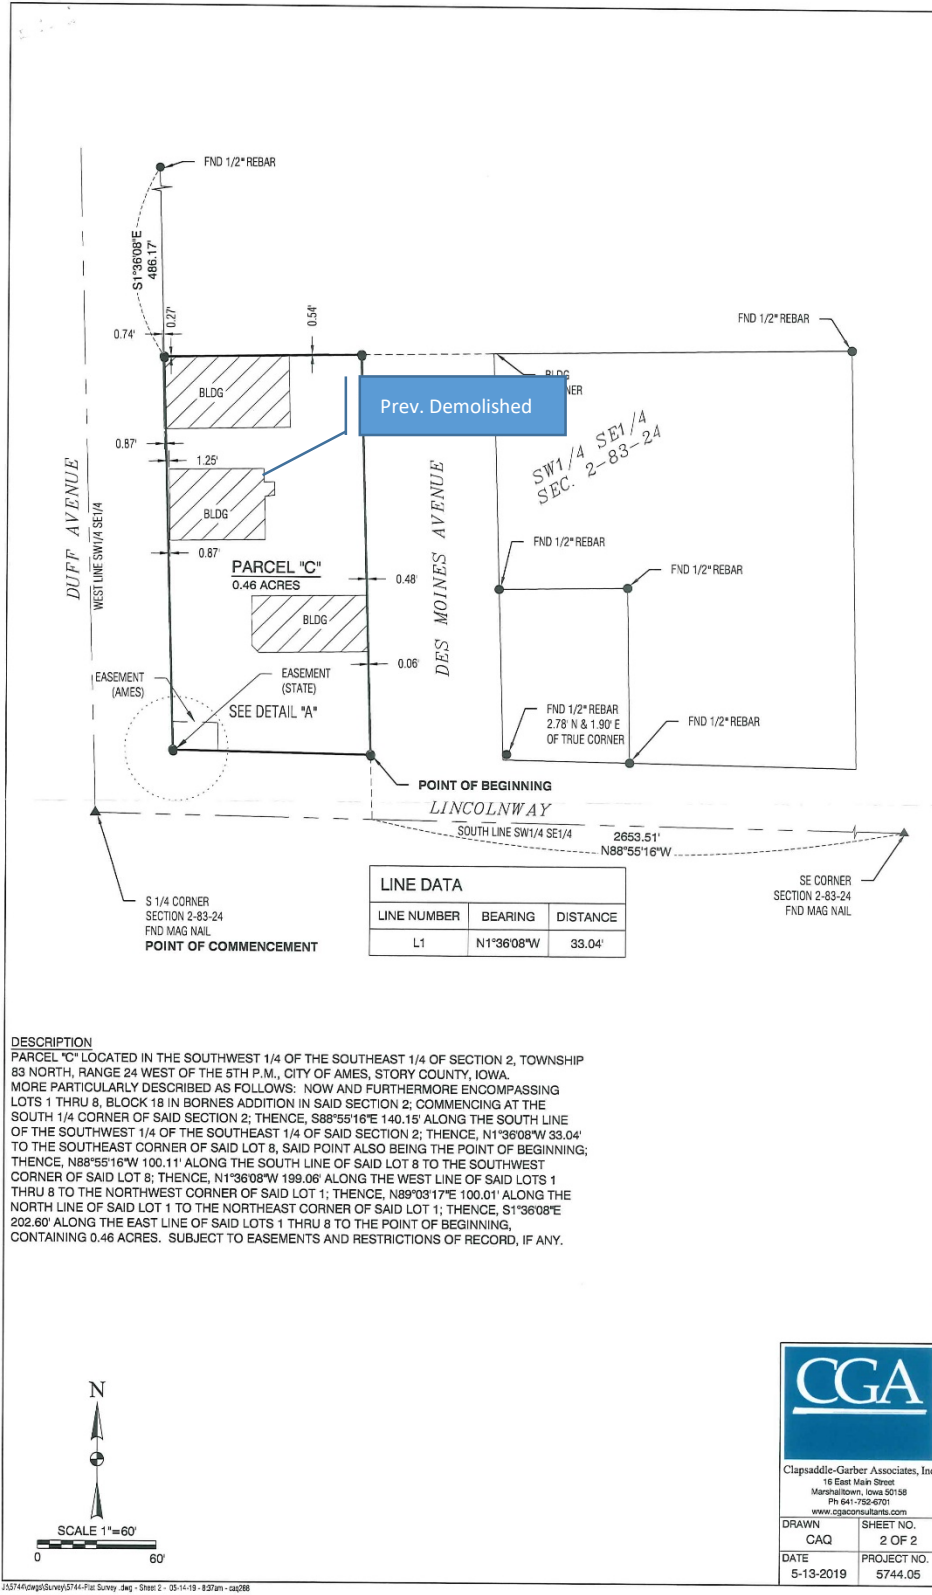 FND 1/2" REBAR
S1°36'08"E
486.17'
0.74'
0.27'
0.54'
FND 1/2" REBAR
BLDG
BLDG
Prev. Demolished
SW1/4 SE1/4
SEC. 2-83-24
0.87'
1.25'
BLDG
DUFF AVENUE
WEST LINE SW1/4 SE1/4
DES MOINES AVENUE
FND 1/2" REBAR
0.87'
PARCEL "C"
0.46 ACRES
0.48'
FND 1/2" REBAR
BLDG
0.06'
EASEMENT
(AMES)
EASEMENT
(STATE)
SEE DETAIL "A"
FND 1/2" REBAR
2.78' N & 1.90' E
OF TRUE CORNER
FND 1/2" REBAR
POINT OF BEGINNING
LINCOLNWAY
SOUTH LINE SW1/4 SE1/4
2653.51'
N88°55'16"W
S 1/4 CORNER
SECTION 2-83-24
FND MAG NAIL
POINT OF COMMENCEMENT
SE CORNER
SECTION 2-83-24
FND MAG NAIL
LINE DATA
LINE NUMBER BEARING DISTANCE
L1 N1°36'08"W 33.04'
DESCRIPTION
PARCEL "C" LOCATED IN THE SOUTHWEST 1/4 OF THE SOUTHEAST 1/4 OF SECTION 2, TOWNSHIP
83 NORTH, RANGE 24 WEST OF THE 5TH P.M., CITY OF AMES, STORY COUNTY, IOWA.
MORE PARTICULARLY DESCRIBED AS FOLLOWS: NOW AND FURTHERMORE ENCOMPASSING
LOTS 1 THRU 8, BLOCK 18 IN BORNES ADDITION IN SAID SECTION 2; COMMENCING AT THE
SOUTH 1/4 CORNER OF SAID SECTION 2; THENCE, S88°55'16"E 140.15' ALONG THE SOUTH LINE
OF THE SOUTHWEST 1/4 OF THE SOUTHEAST 1/4 OF SAID SECTION 2; THENCE, N1°36'08"W 33.04'
TO THE SOUTHEAST CORNER OF SAID LOT 8, SAID POINT ALSO BEING THE POINT OF BEGINNING;
THENCE, N88°55'16"W 100.11' ALONG THE SOUTH LINE OF SAID LOT 8 TO THE SOUTHWEST
CORNER OF SAID LOT 8; THENCE, N1°36'08"W 199.06' ALONG THE WEST LINE OF SAID LOTS 1
THRU 8 TO THE NORTHWEST CORNER OF SAID LOT 1; THENCE, N89°03'17"E 100.01' ALONG THE
NORTH LINE OF SAID LOT 1 TO THE NORTHEAST CORNER OF SAID LOT 1; THENCE, S1°36'08"E
202.60' ALONG THE EAST LINE OF SAID LOTS 1 THRU 8 TO THE POINT OF BEGINNING,
CONTAINING 0.46 ACRES. SUBJECT TO EASEMENTS AND RESTRICTIONS OF RECORD, IF ANY.
N
SCALE 1"=60'
0 60'
CGA
Clapsaddle-Garber Associates, Inc
16 East Main Street
Marshalltown, Iowa 50158
Ph 641-752-6701
www.cgaconsultants.com
DRAWN SHEET NO.
CAQ 2 OF 2
DATE PROJECT NO.
5-13-2019 5744.05
J:\5744\dwgs\Survey\5744-Plat Survey .dwg - Sheet 2 - 05-14-19 - 8:37am - caq288